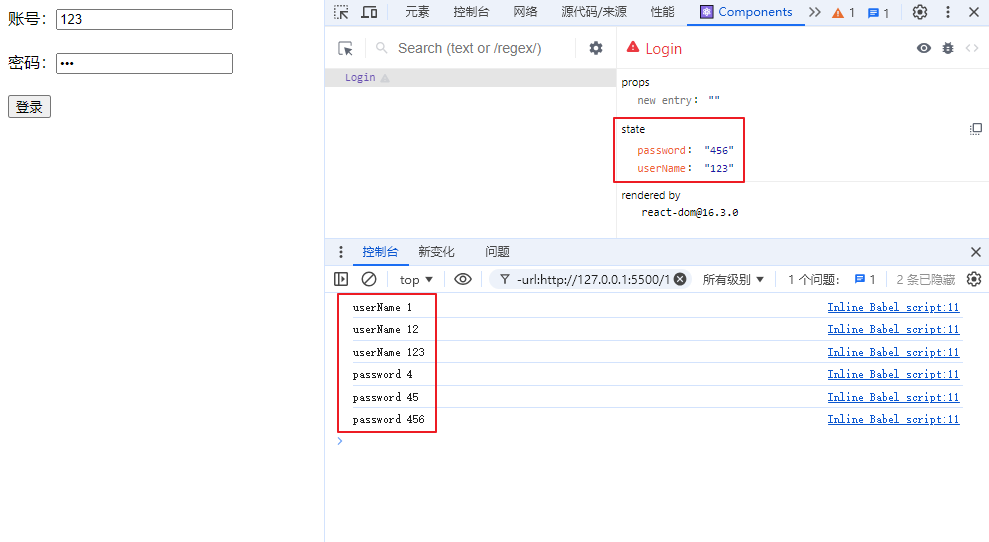 账号： 123
密码： •••
登录
元素 控制台 网络 源代码/来源 性能 Components 1 1
Search (text or /regex/)
Login
Login
props
new entry: ""
state
password: "456"
userName: "123"
rendered by
react-dom@16.3.0
控制台 新变化 问题
top -url:http://127.0.0.1:5500/1 所有级别 1 个问题： 1 2 条已隐藏
userName 1 Inline Babel script:11
userName 12 Inline Babel script:11
userName 123 Inline Babel script:11
password 4 Inline Babel script:11
password 45 Inline Babel script:11
password 456 Inline Babel script:11